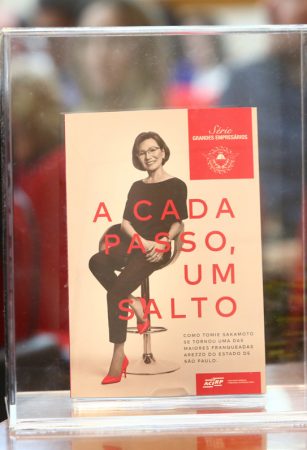 Série
GRANDES EMPRESÁRIOS
A CADA
PASSO,
UM
SALTO
COMO TOMIE SAKAMOTO
SE TORNOU UMA DAS
MAIORES FRANQUEADAS
AREZZO DO ESTADO DE
SÃO PAULO.
ACIRP